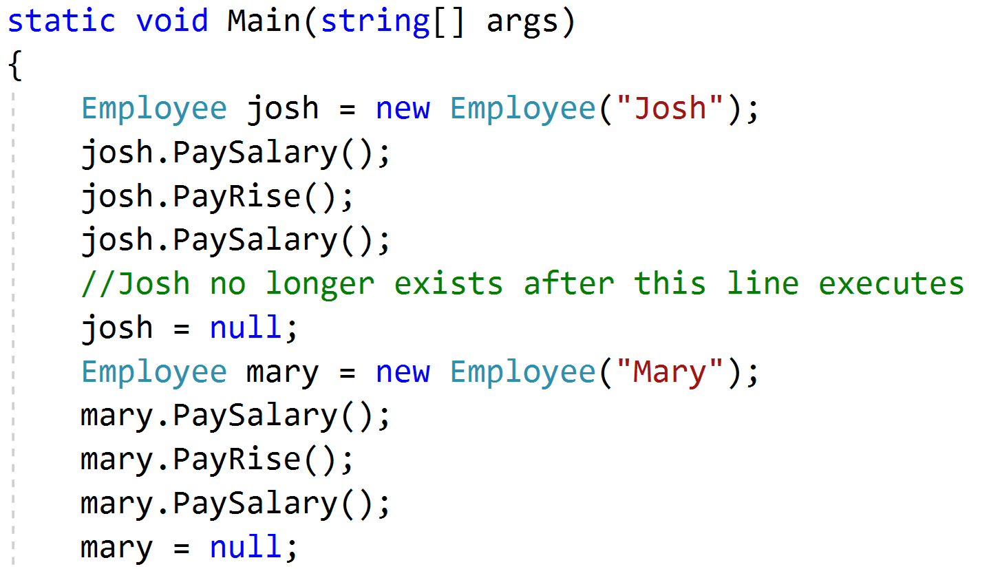 static void Main(string[] args)
{
    Employee josh = new Employee("Josh");
    josh.PaySalary();
    josh.PayRise();
    josh.PaySalary();
    //Josh no longer exists after this line executes
    josh = null;
    Employee mary = new Employee("Mary");
    mary.PaySalary();
    mary.PayRise();
    mary.PaySalary();
    mary = null;